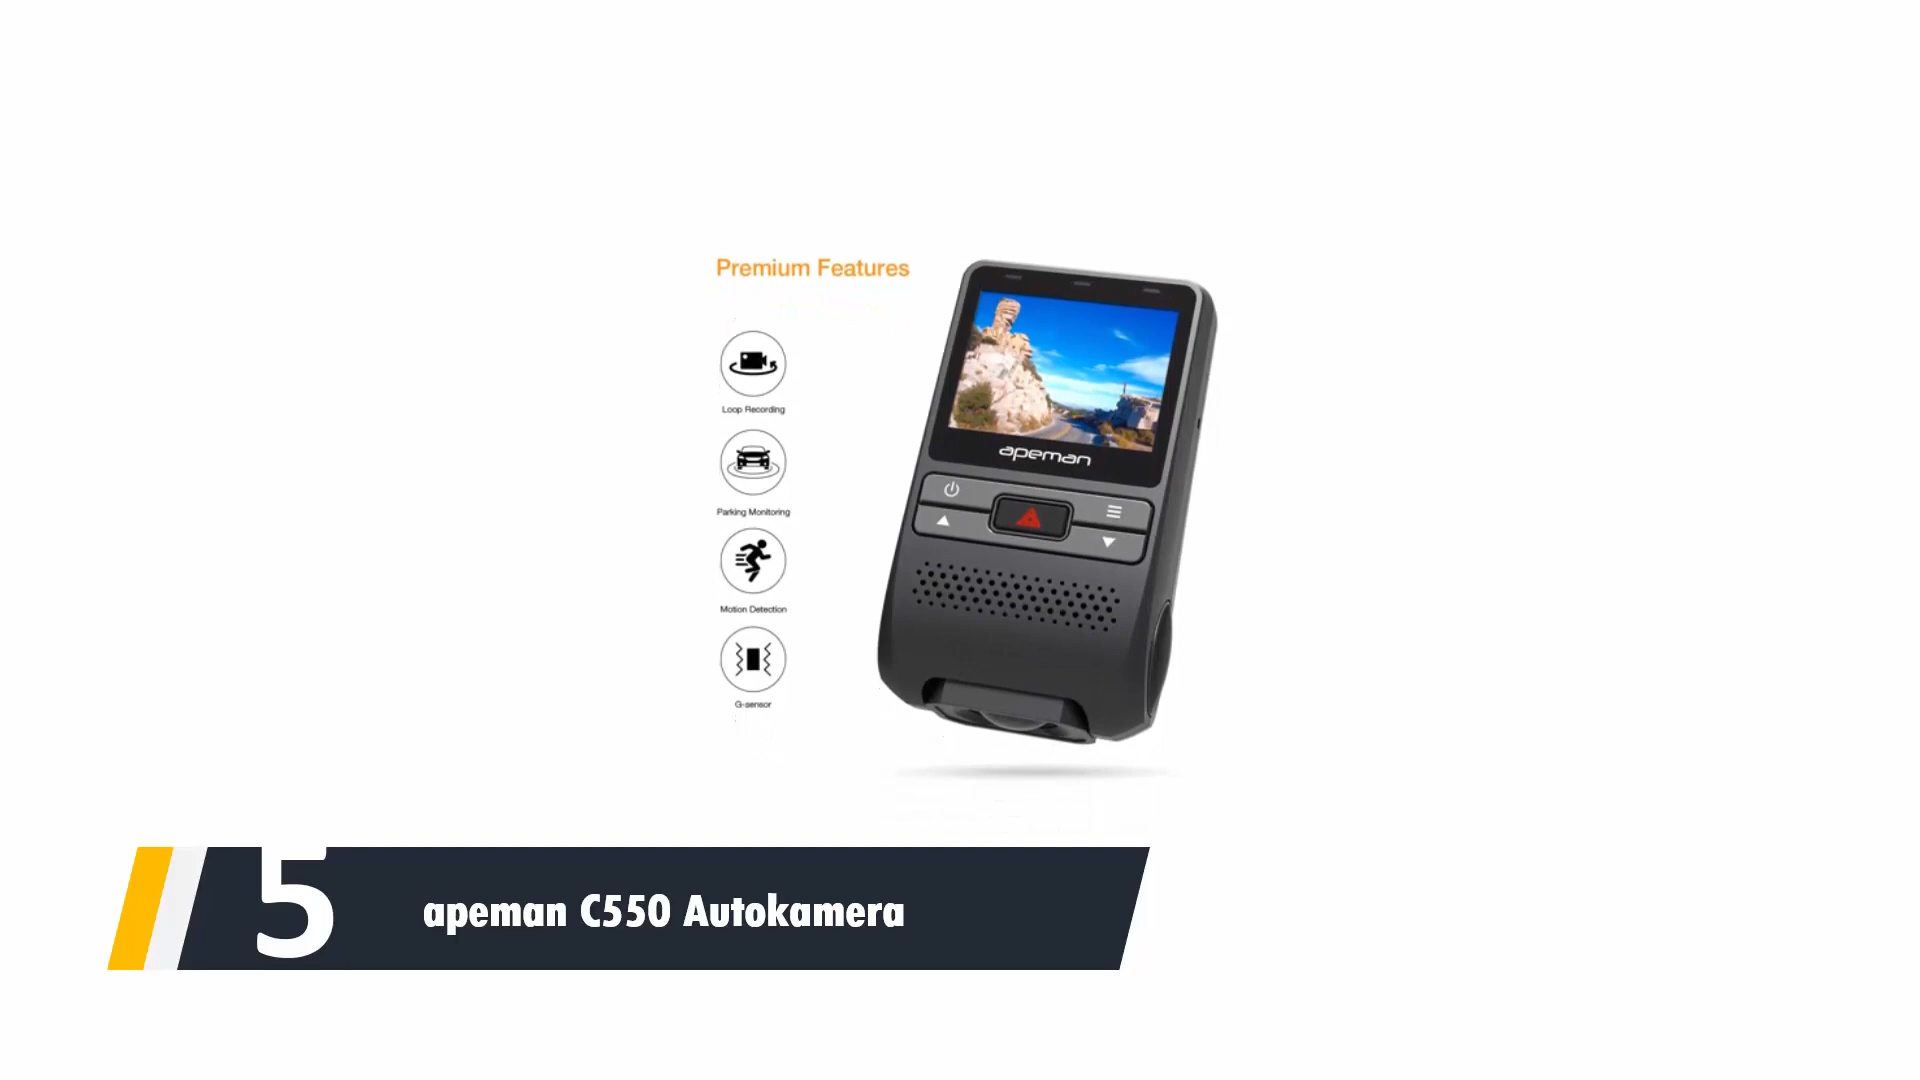 Premium Features
Loop Recording
Parking Monitoring
Motion Detection
G-sensor
apeman
5
apeman C550 Autokamera